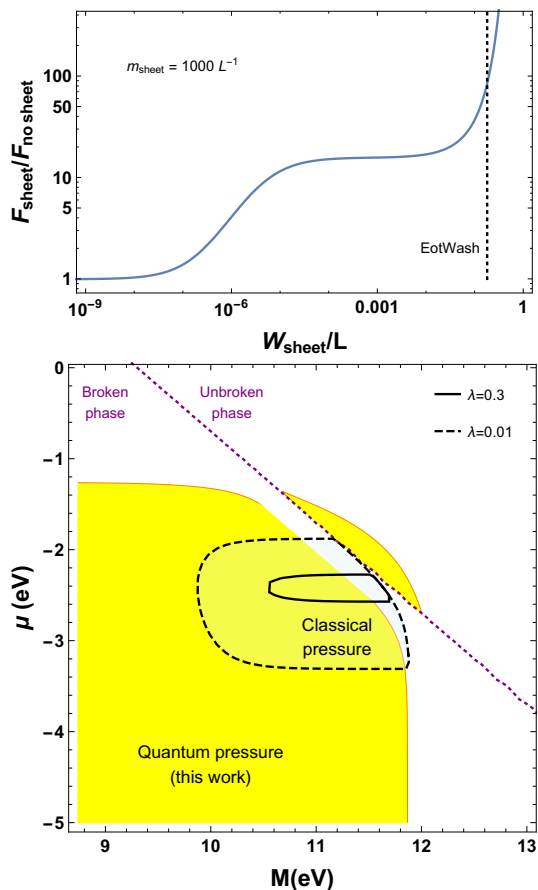 m_sheet = 1000 L⁻¹
F_sheet/F_no sheet
100
50
10
5
1
EotWash
10⁻⁹
10⁻⁶
0.001
1
W_sheet/L
0
-1
-2
-3
-4
-5
μ (eV)
Broken phase
Unbroken phase
λ=0.3
λ=0.01
Classical
pressure
Quantum pressure
(this work)
9
10
11
12
13
M(eV)